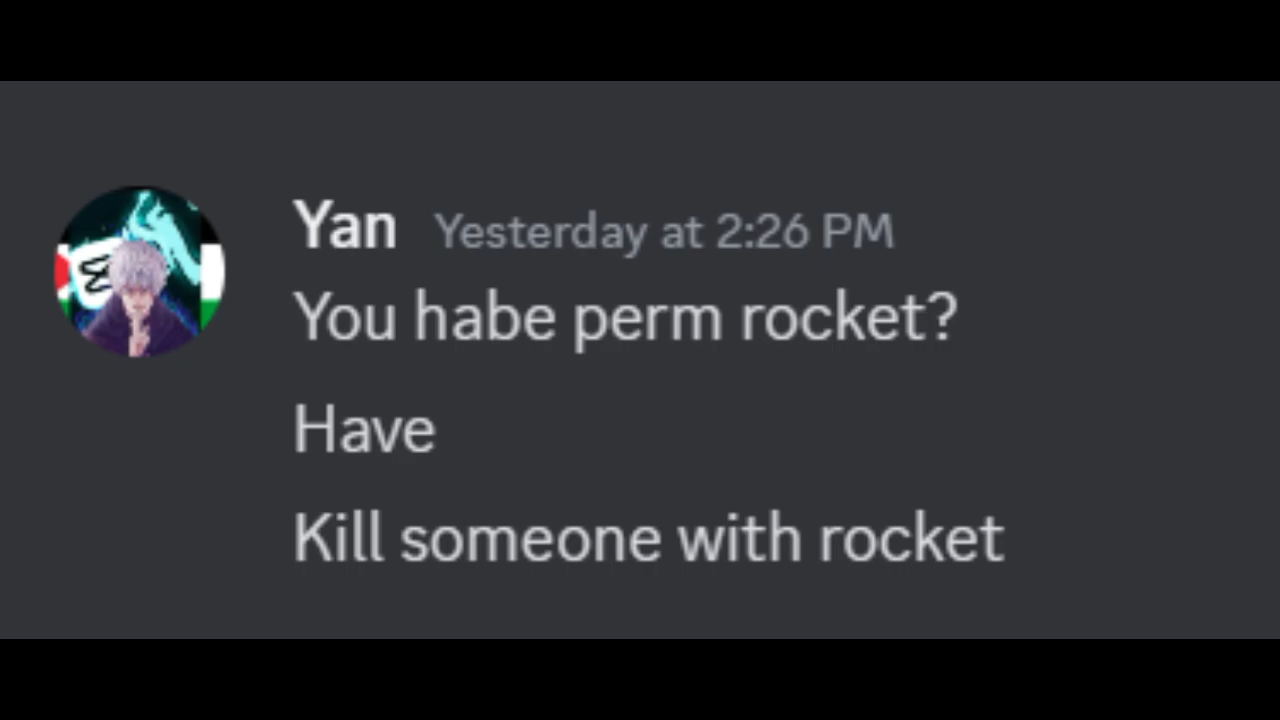 Yan Yesterday at 2:26 PM
You habe perm rocket?
Have
Kill someone with rocket